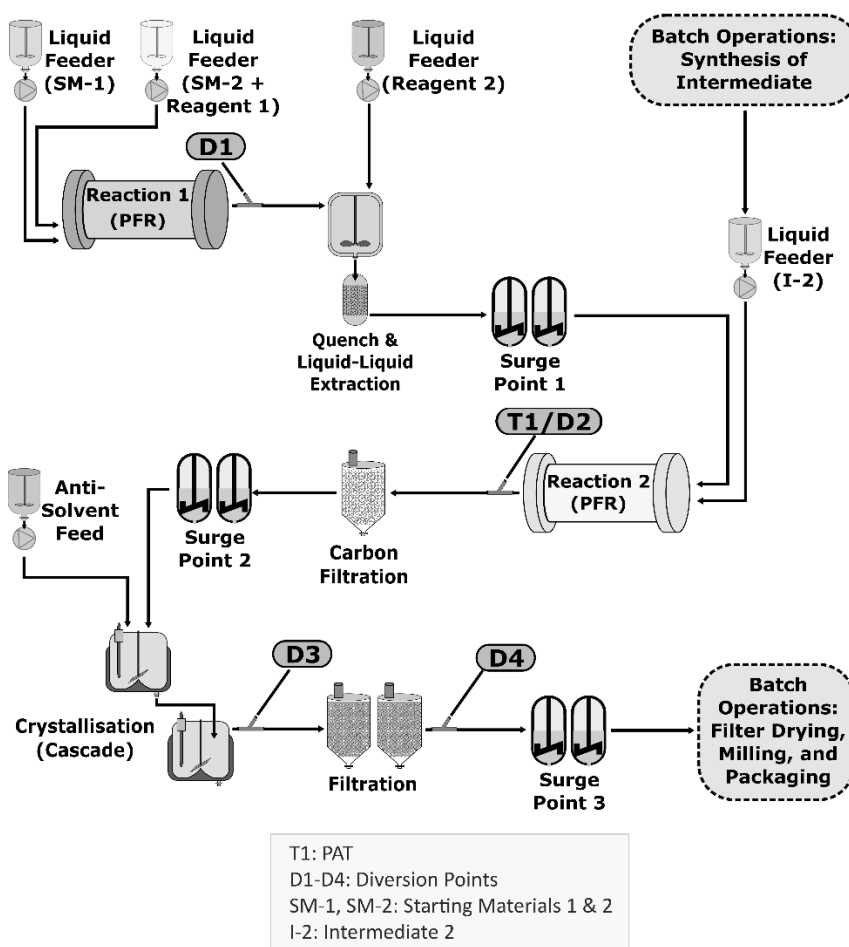 Liquid
Feeder
(SM-1)
Liquid
Feeder
(SM-2 +
Reagent 1)
Liquid
Feeder
(Reagent 2)
Batch Operations:
Synthesis of
Intermediate
D1
Reaction 1
(PFR)
Liquid
Feeder
(I-2)
Quench &
Liquid-Liquid
Extraction
Surge
Point 1
T1/D2
Reaction 2
(PFR)
Anti-
Solvent
Feed
Surge
Point 2
Carbon
Filtration
D3
D4
Crystallisation
(Cascade)
Filtration
Surge
Point 3
Batch
Operations:
Filter Drying,
Milling, and
Packaging
T1: PAT
D1-D4: Diversion Points
SM-1, SM-2: Starting Materials 1 & 2
I-2: Intermediate 2